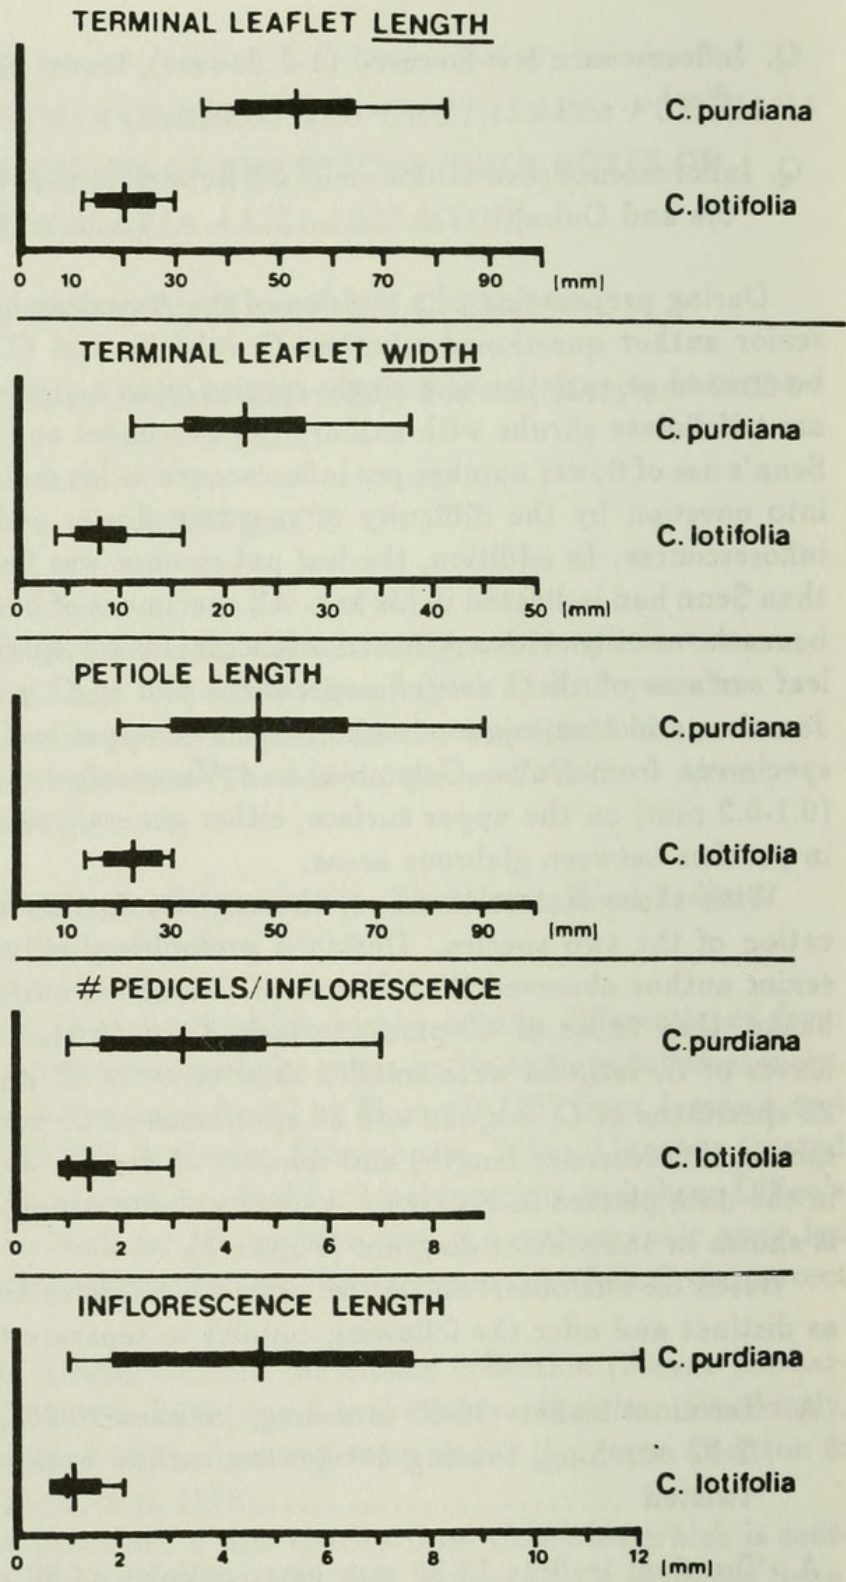 TERMINAL LEAFLET LENGTH
C. purdiana
C. lotifolia
0 10 30 50 70 90 (mm)
TERMINAL LEAFLET WIDTH
C. purdiana
C. lotifolia
0 10 20 30 40 50 (mm)
PETIOLE LENGTH
C. purdiana
C. lotifolia
10 30 50 70 90 (mm)
# PEDICELS/INFLORESCENCE
C. purdiana
C. lotifolia
0 2 4 6 8
INFLORESCENCE LENGTH
C. purdiana
C. lotifolia
0 2 4 6 8 10 12 (mm)